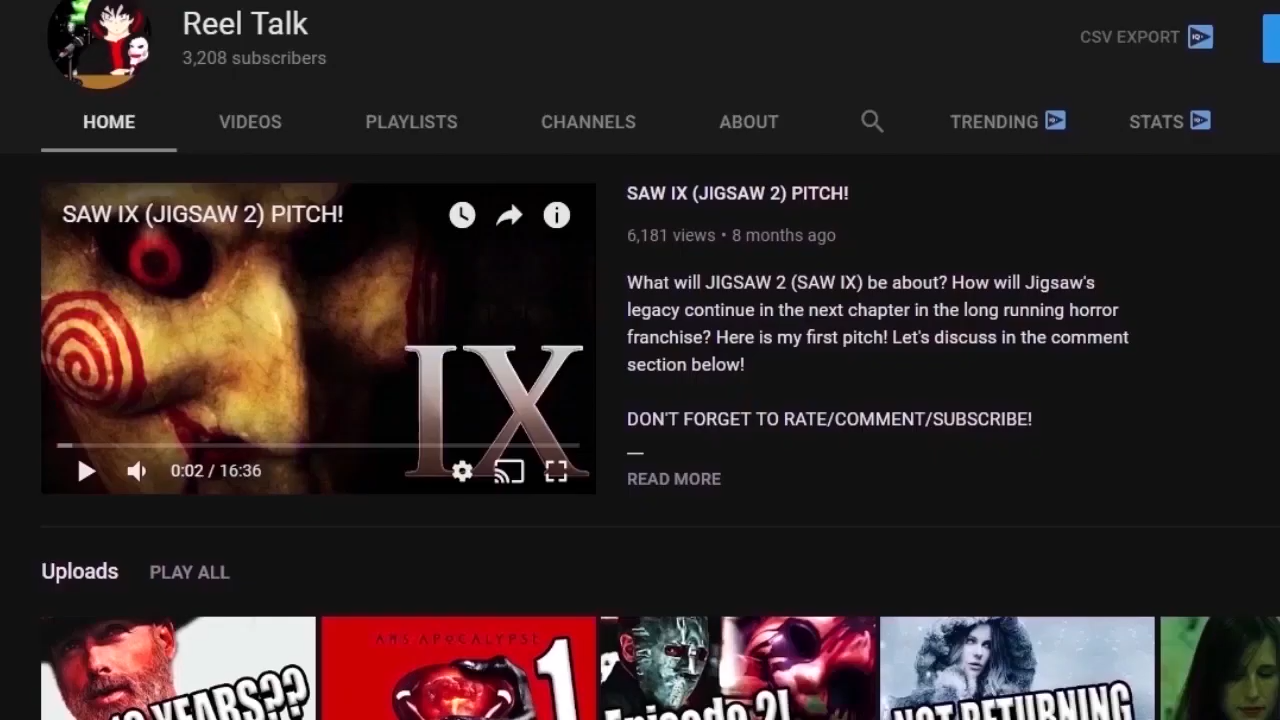 Reel Talk
3,208 subscribers
CSV EXPORT
HOME
VIDEOS
PLAYLISTS
CHANNELS
ABOUT
TRENDING
STATS
SAW IX (JIGSAW 2) PITCH!
IX
0:02 / 16:36
SAW IX (JIGSAW 2) PITCH!
6,181 views • 8 months ago
What will JIGSAW 2 (SAW IX) be about? How will Jigsaw's
legacy continue in the next chapter in the long running horror
franchise? Here is my first pitch! Let's discuss in the comment
section below!
DON'T FORGET TO RATE/COMMENT/SUBSCRIBE!
—
READ MORE
Uploads
PLAY ALL
YEARS??
AHS APOCALYPSE
1
Episode 2!
NOT RETURNING